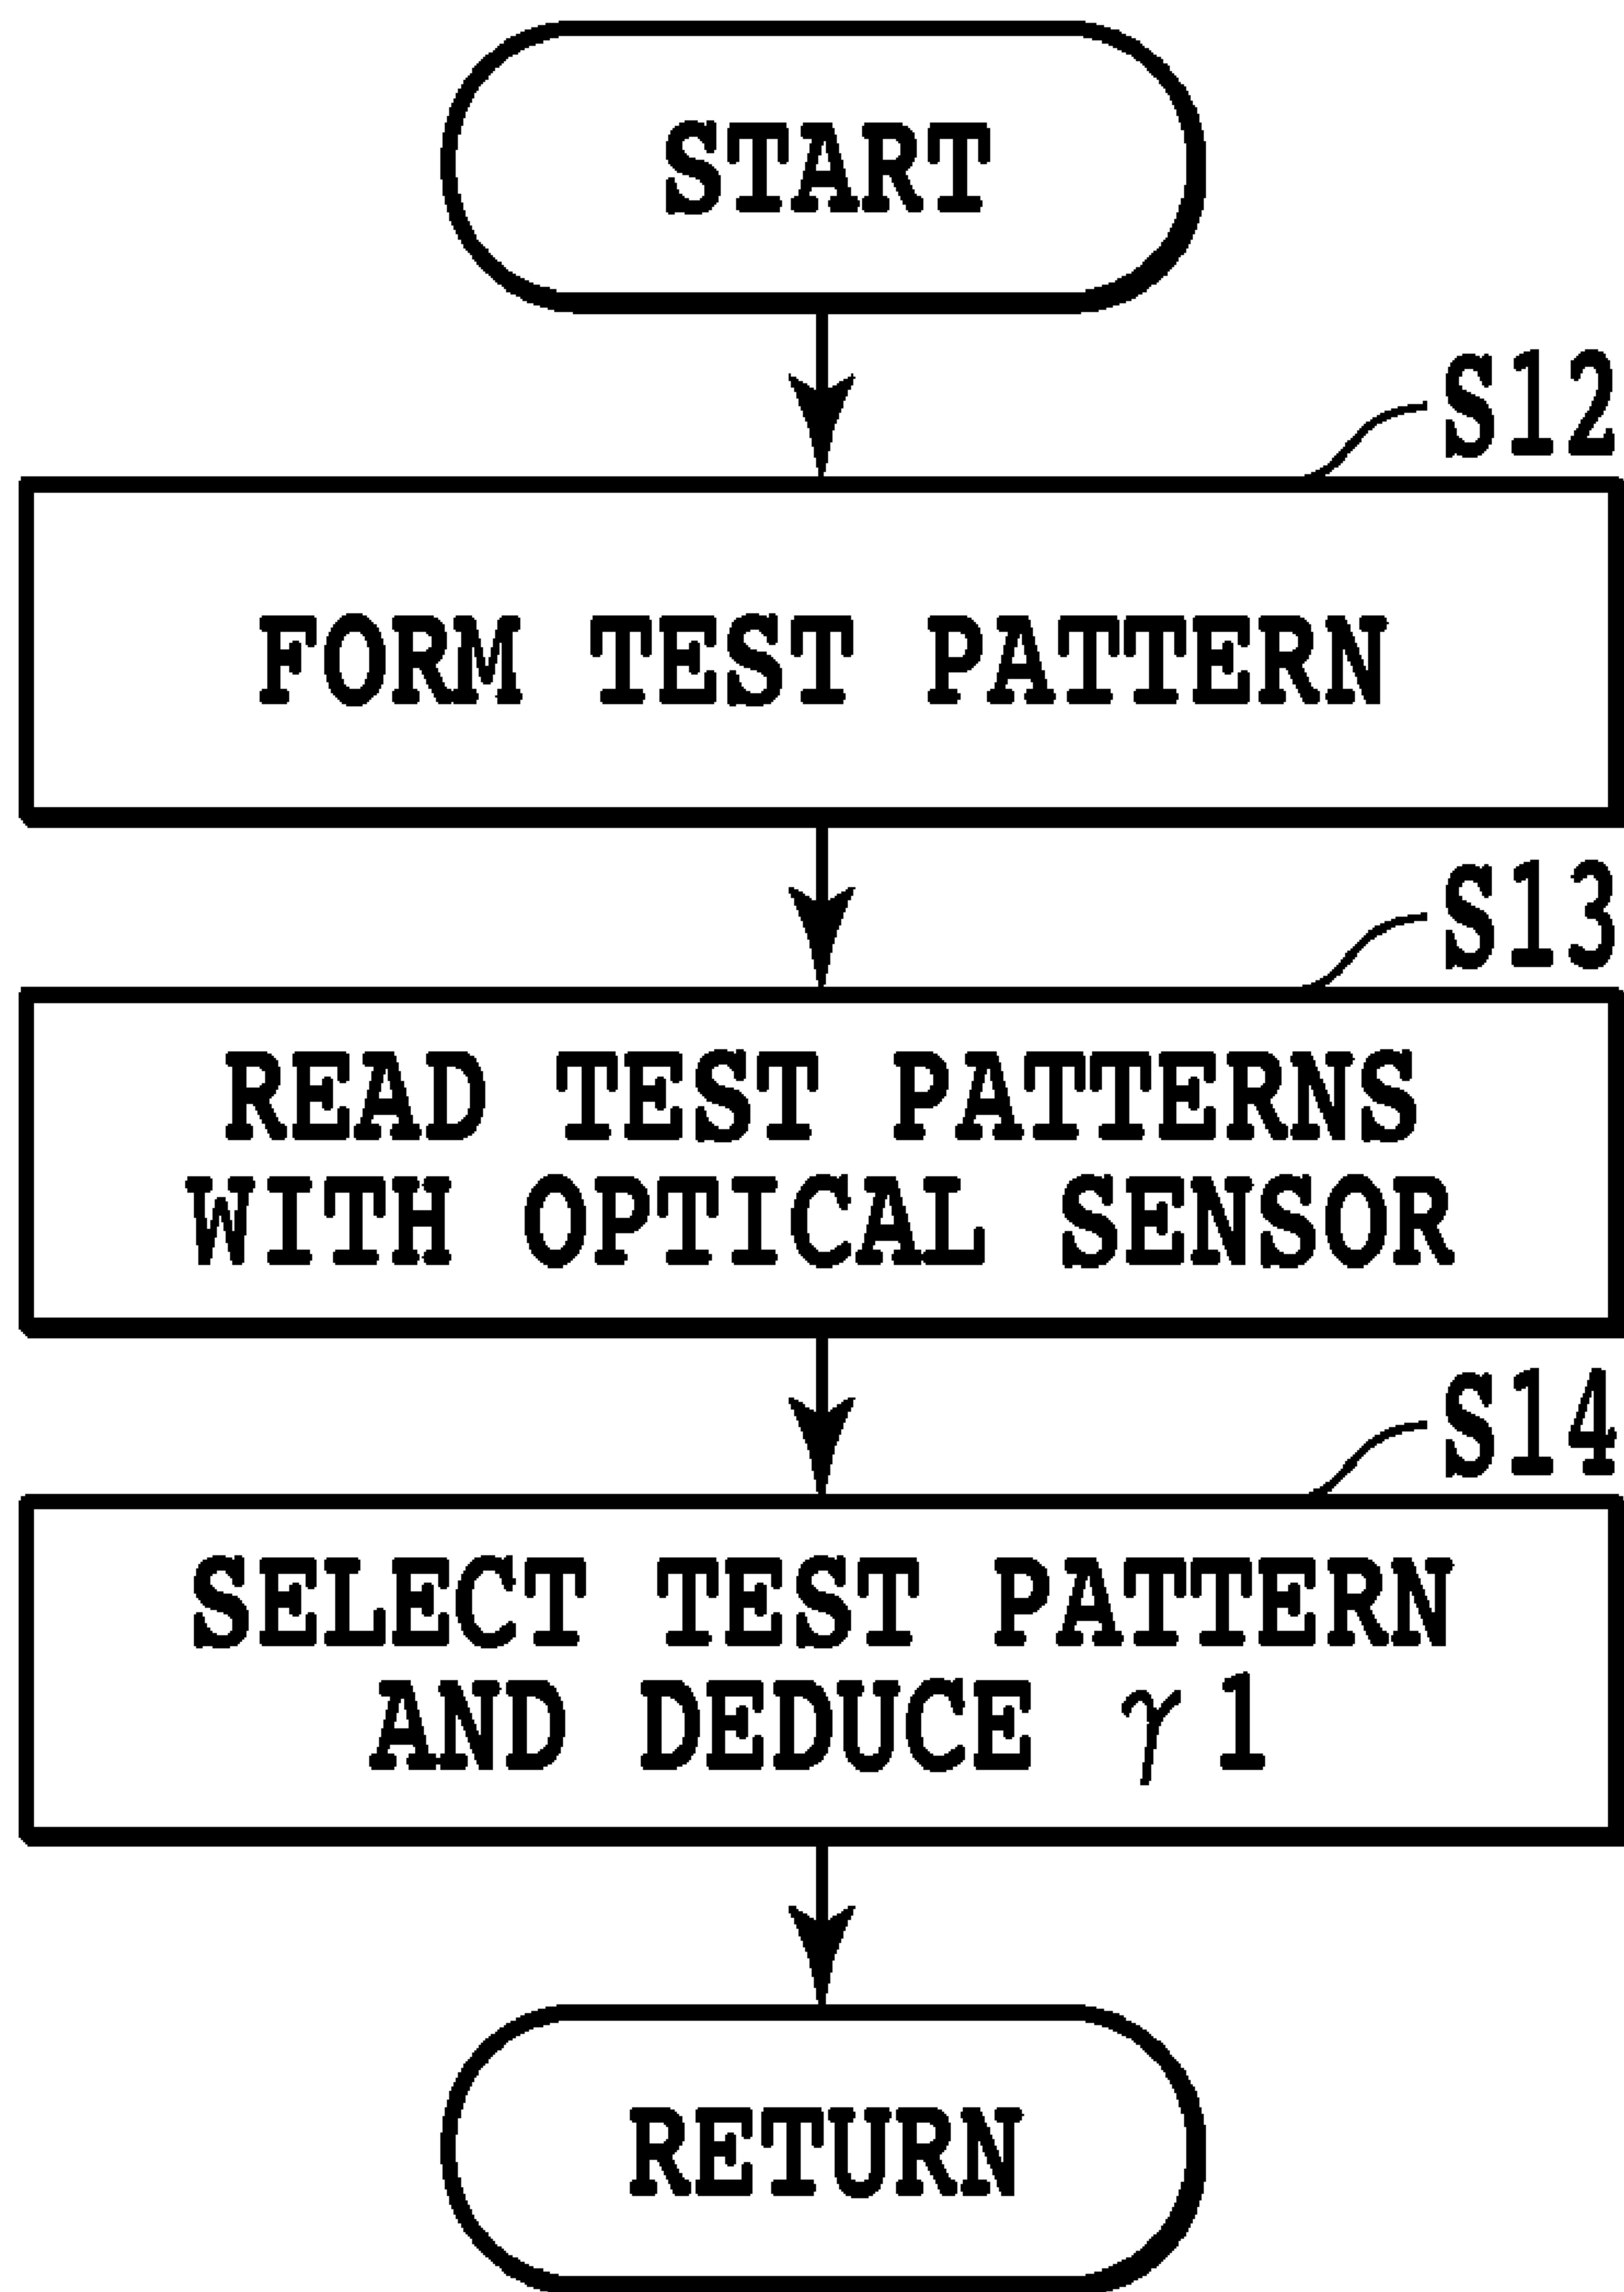 START
S12
FORM TEST PATTERN
S13
READ TEST PATTERNS
WITH OPTICAL SENSOR
S14
SELECT TEST PATTERN
AND DEDUCE γ1
RETURN